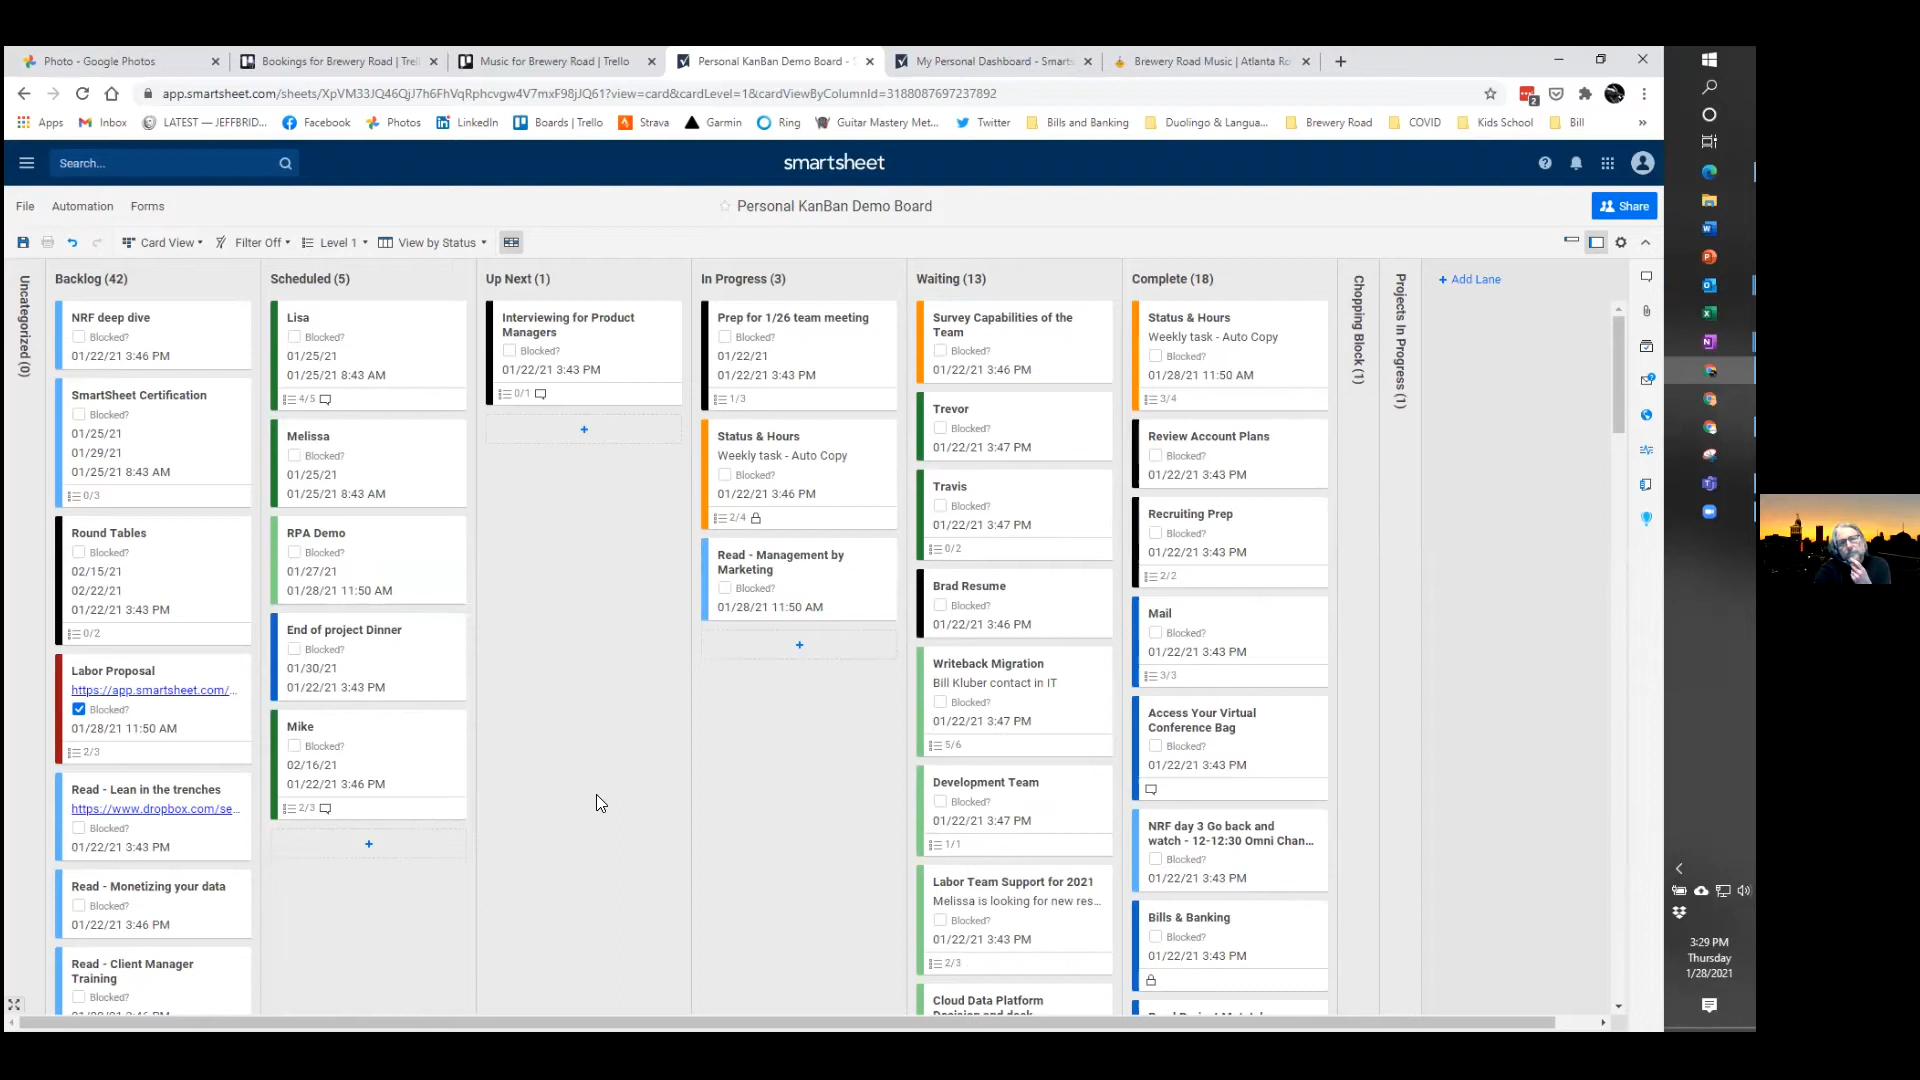 Photo - Google Photos
Bookings for Brewery Road | Trell
Music for Brewery Road | Trello
Personal KanBan Demo Board -
My Personal Dashboard - Smarts
Brewery Road Music | Atlanta Ro
app.smartsheet.com/sheets/XpVM33JQ46QjJ7h6FhVqRphcvgw4V7mxF98jJQ61?view=card&cardLevel=1&cardViewByColumnId=3188087697237892
2
Apps
Inbox
LATEST — JEFFBRID...
Facebook
Photos
LinkedIn
Boards | Trello
Strava
Garmin
Ring
Guitar Mastery Met...
Twitter
Bills and Banking
Duolingo & Langua...
Brewery Road
COVID
Kids School
Bill
Search...
smartsheet
File
Automation
Forms
Personal KanBan Demo Board
Share
Card View
Filter Off
Level 1
View by Status
Uncategorized (0)
Backlog (42)
NRF deep dive
Blocked?
01/22/21 3:46 PM
SmartSheet Certification
Blocked?
01/25/21
01/29/21
01/25/21 8:43 AM
0/3
Round Tables
Blocked?
02/15/21
02/22/21
01/22/21 3:43 PM
0/2
Labor Proposal
https://app.smartsheet.com/...
Blocked?
01/28/21 11:50 AM
2/3
Read - Lean in the trenches
https://www.dropbox.com/se...
Blocked?
01/22/21 3:43 PM
Read - Monetizing your data
Blocked?
01/22/21 3:46 PM
Read - Client Manager
Training
Blocked?
Scheduled (5)
Lisa
Blocked?
01/25/21
01/25/21 8:43 AM
4/5
Melissa
Blocked?
01/25/21
01/25/21 8:43 AM
RPA Demo
Blocked?
01/27/21
01/28/21 11:50 AM
End of project Dinner
Blocked?
01/30/21
01/22/21 3:43 PM
Mike
Blocked?
02/16/21
01/22/21 3:46 PM
2/3
Up Next (1)
Interviewing for Product
Managers
Blocked?
01/22/21 3:43 PM
0/1
In Progress (3)
Prep for 1/26 team meeting
Blocked?
01/22/21
01/22/21 3:43 PM
1/3
Status & Hours
Weekly task - Auto Copy
Blocked?
01/22/21 3:46 PM
2/4
Read - Management by
Marketing
Blocked?
01/28/21 11:50 AM
Waiting (13)
Survey Capabilities of the
Team
Blocked?
01/22/21 3:46 PM
Trevor
Blocked?
01/22/21 3:47 PM
Travis
Blocked?
01/22/21 3:47 PM
0/2
Brad Resume
Blocked?
01/22/21 3:46 PM
Writeback Migration
Bill Kluber contact in IT
Blocked?
01/22/21 3:47 PM
5/6
Development Team
Blocked?
01/22/21 3:47 PM
1/1
Labor Team Support for 2021
Melissa is looking for new res...
Blocked?
01/22/21 3:43 PM
2/3
Cloud Data Platform
Complete (18)
Status & Hours
Weekly task - Auto Copy
Blocked?
01/28/21 11:50 AM
3/4
Review Account Plans
Blocked?
01/22/21 3:43 PM
Recruiting Prep
Blocked?
01/22/21 3:43 PM
2/2
Mail
Blocked?
01/22/21 3:43 PM
3/3
Access Your Virtual
Conference Bag
Blocked?
01/22/21 3:43 PM
NRF day 3 Go back and
watch - 12-12:30 Omni Chan...
Blocked?
01/22/21 3:43 PM
Bills & Banking
Blocked?
01/22/21 3:43 PM
Chopping Block (1)
Projects In Progress (1)
+ Add Lane
3:29 PM
Thursday
1/28/2021